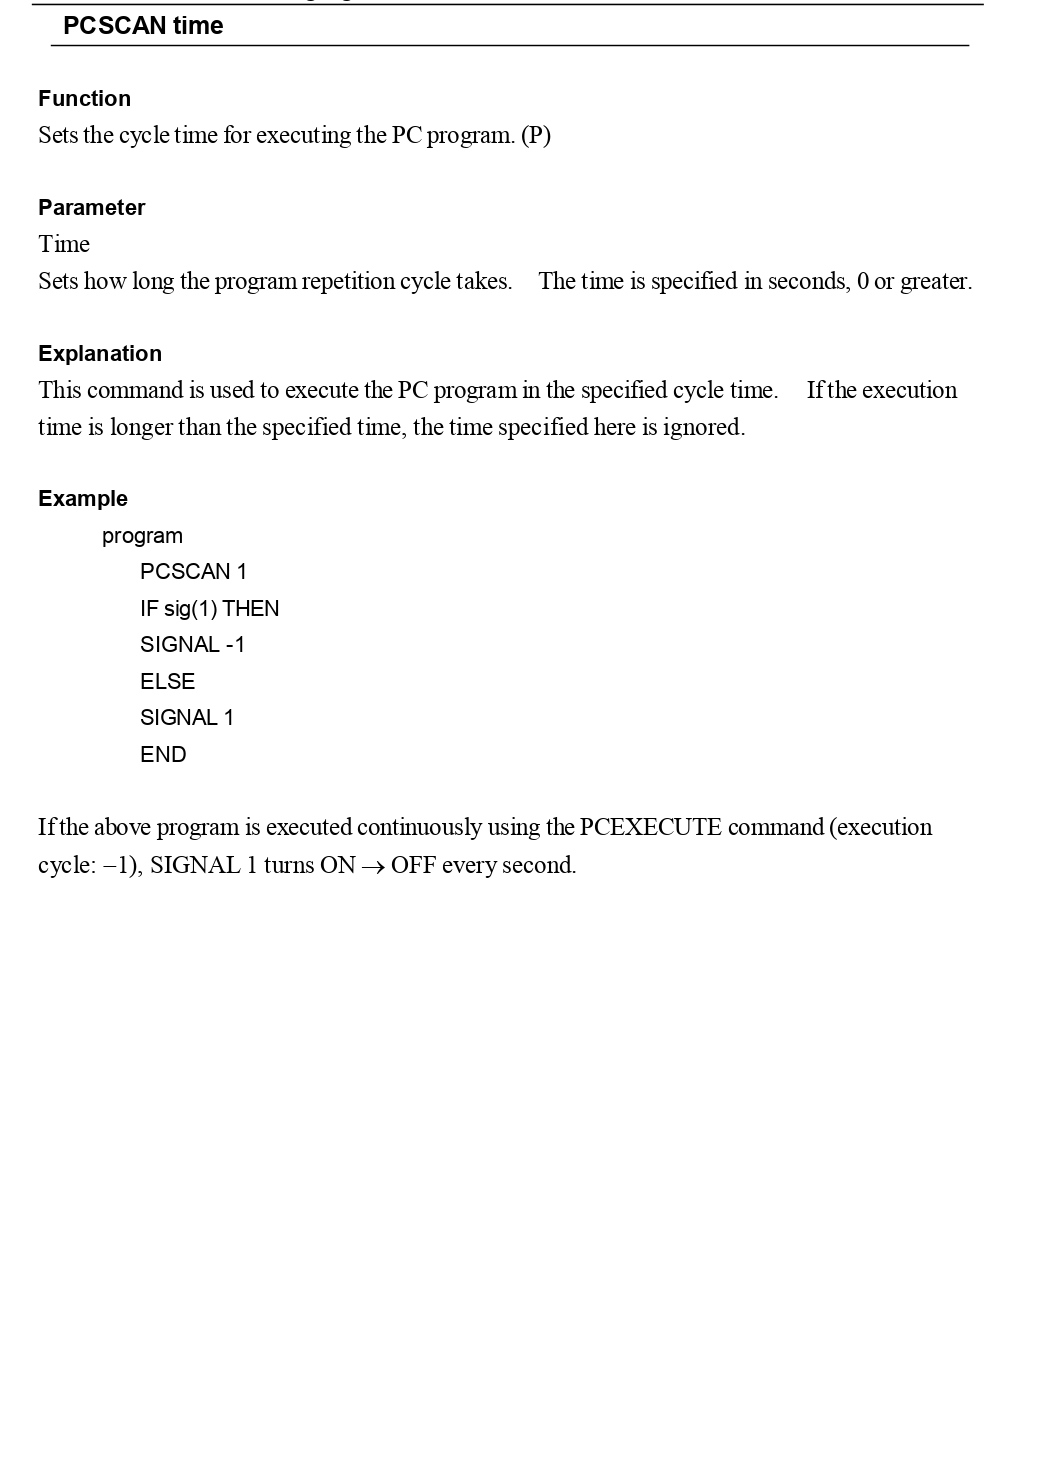 PCSCAN time
Function
Sets the cycle time for executing the PC program. (P)
Parameter
Time
Sets how long the program repetition cycle takes. The time is specified in seconds, 0 or greater.
Explanation
This command is used to execute the PC program in the specified cycle time. If the execution
time is longer than the specified time, the time specified here is ignored.
Example
program
PCSCAN 1
IF sig(1) THEN
SIGNAL -1
ELSE
SIGNAL 1
END
If the above program is executed continuously using the PCEXECUTE command (execution
cycle: –1), SIGNAL 1 turns ON → OFF every second.